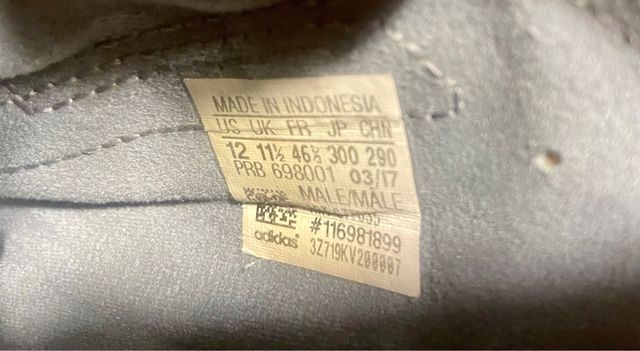 MADE IN INDONESIA
US UK FR JP CHN
12 11½ 46⅔ 300 290
PRB 698001 03/17
MALE/MÂLE
#116981899
adidas® 3Z719KV200007